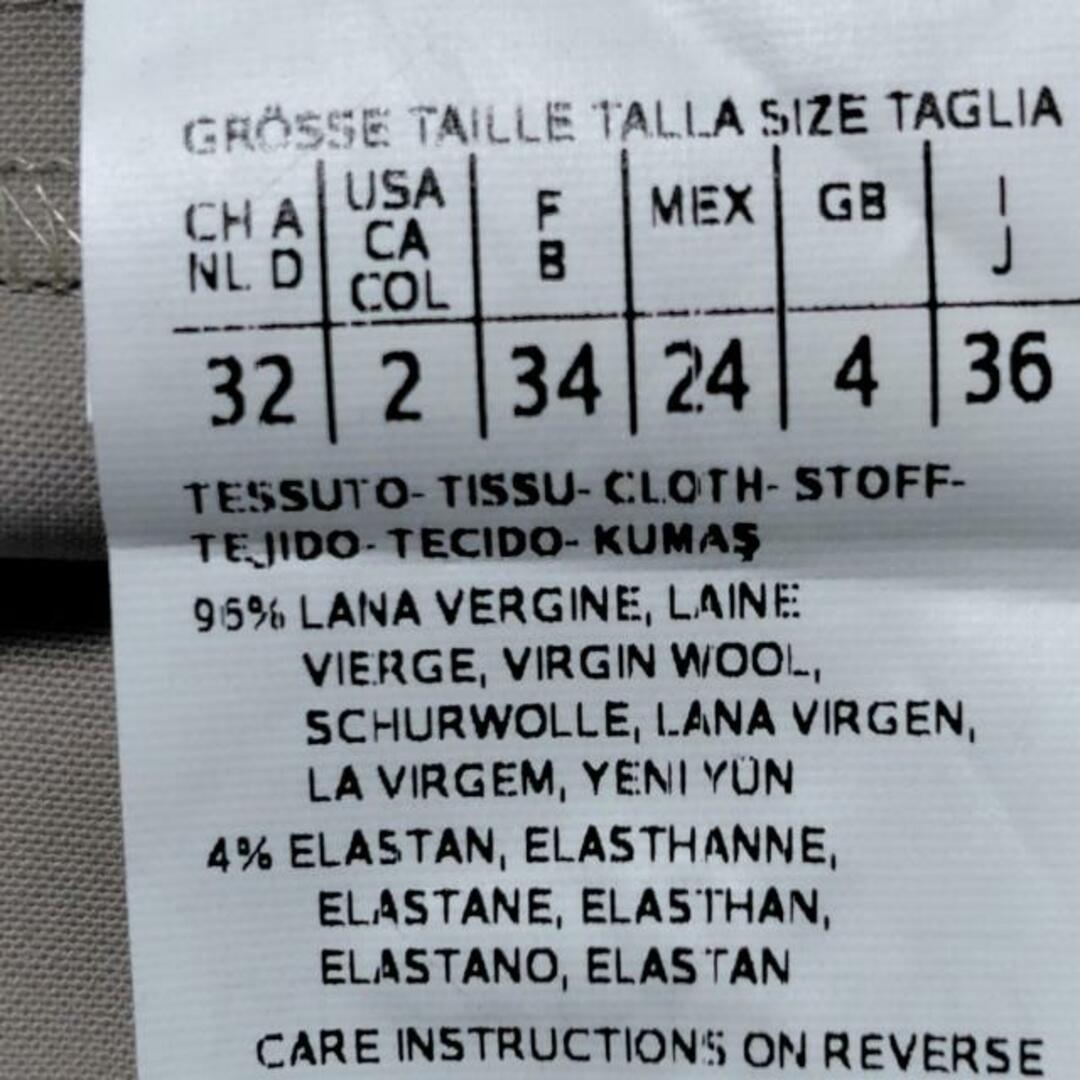 GRÖSSE TAILLE TALLA SIZE TAGLIA
CH A NL D | USA CA COL | F B | MEX | GB | I J
32 | 2 | 34 | 24 | 4 | 36
TESSUTO- TISSU- CLOTH- STOFF-
TEJIDO- TECIDO- KUMAŞ
96% LANA VERGINE, LAINE
VIERGE, VIRGIN WOOL,
SCHURWOLLE, LANA VIRGEN,
LA VIRGEM, YENI YÜN
4% ELASTAN, ELASTHANNE,
ELASTANE, ELASTHAN,
ELASTANO, ELASTAN
CARE INSTRUCTIONS ON REVERSE